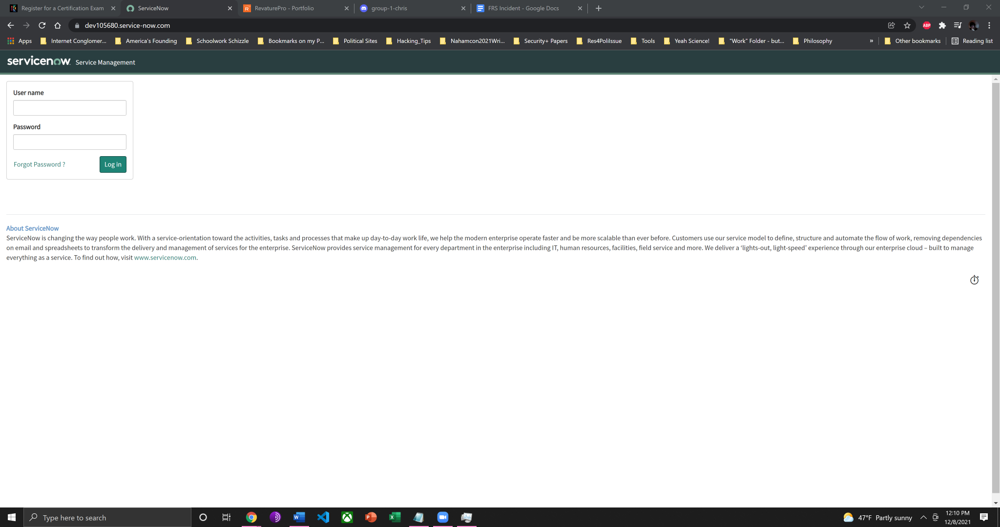 Register for a Certification Exam
ServiceNow
RevaturePro - Portfolio
group-1-chris
FRS Incident - Google Docs
dev105680.service-now.com
ABP
Apps
Internet Conglomer...
America's Founding
Schoolwork Schizzle
Bookmarks on my P...
Political Sites
Hacking_Tips
Nahamcon2021Wri...
Security+ Papers
Res4PoliIssue
Tools
Yeah Science!
"Work" Folder - but...
Philosophy
»
Other bookmarks
Reading list
servicenow Service Management
User name
Password
Forgot Password ?
Log in
About ServiceNow
ServiceNow is changing the way people work. With a service-orientation toward the activities, tasks and processes that make up day-to-day work life, we help the modern enterprise operate faster and be more scalable than ever before. Customers use our service model to define, structure and automate the flow of work, removing dependencies
on email and spreadsheets to transform the delivery and management of services for the enterprise. ServiceNow provides service management for every department in the enterprise including IT, human resources, facilities, field service and more. We deliver a ‘lights-out, light-speed’ experience through our enterprise cloud – built to manage
everything as a service. To find out how, visit www.servicenow.com.
Type here to search
47°F Partly sunny
12:10 PM
12/8/2021